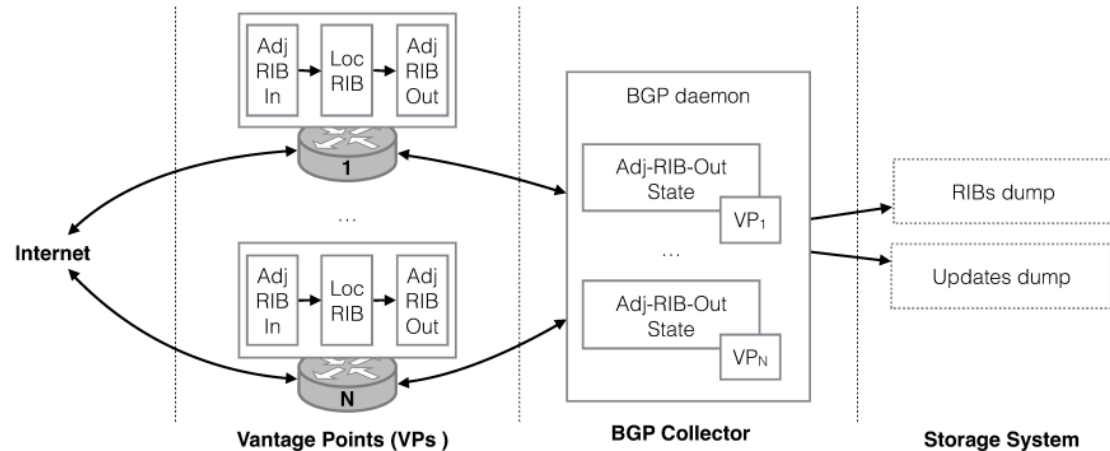 Adj
RIB
In
Loc
RIB
Adj
RIB
Out
1
...
Internet
Adj
RIB
In
Loc
RIB
Adj
RIB
Out
N
Vantage Points (VPs )
BGP daemon
Adj-RIB-Out
State
VP₁
...
Adj-RIB-Out
State
VPN
BGP Collector
RIBs dump
Updates dump
Storage System